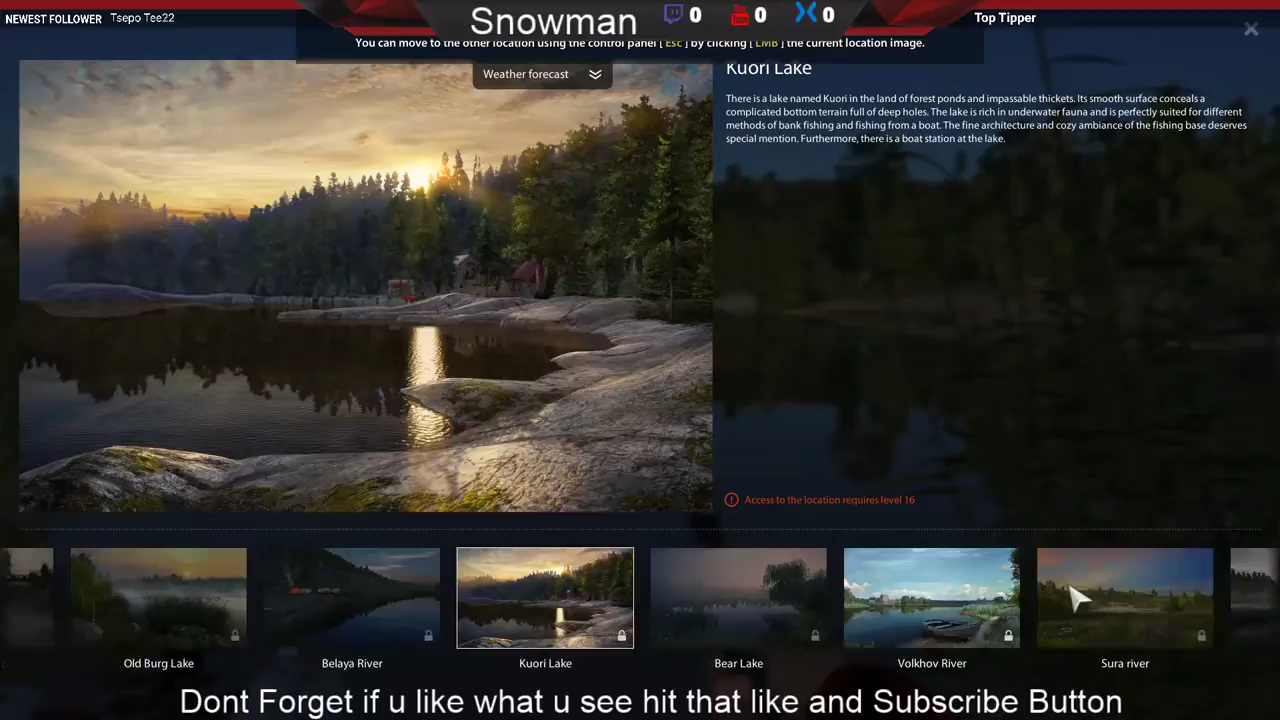 NEWEST FOLLOWER Tsepo Tee22
Snowman
0 0 0
Top Tipper
You can move to the other location using the control panel [ Esc ] by clicking [ LMB ] the current location image.
Weather forecast
Kuori Lake
There is a lake named Kuori in the land of forest ponds and impassable thickets. Its smooth surface conceals a
complicated bottom terrain full of deep holes. The lake is rich in underwater fauna and is perfectly suited for different
methods of bank fishing and fishing from a boat. The fine architecture and cozy ambiance of the fishing base deserves
special mention. Furthermore, there is a boat station at the lake.
Access to the location requires level 16
Old Burg Lake
Belaya River
Kuori Lake
Bear Lake
Volkhov River
Sura river
Dont Forget if u like what u see hit that like and Subscribe Button